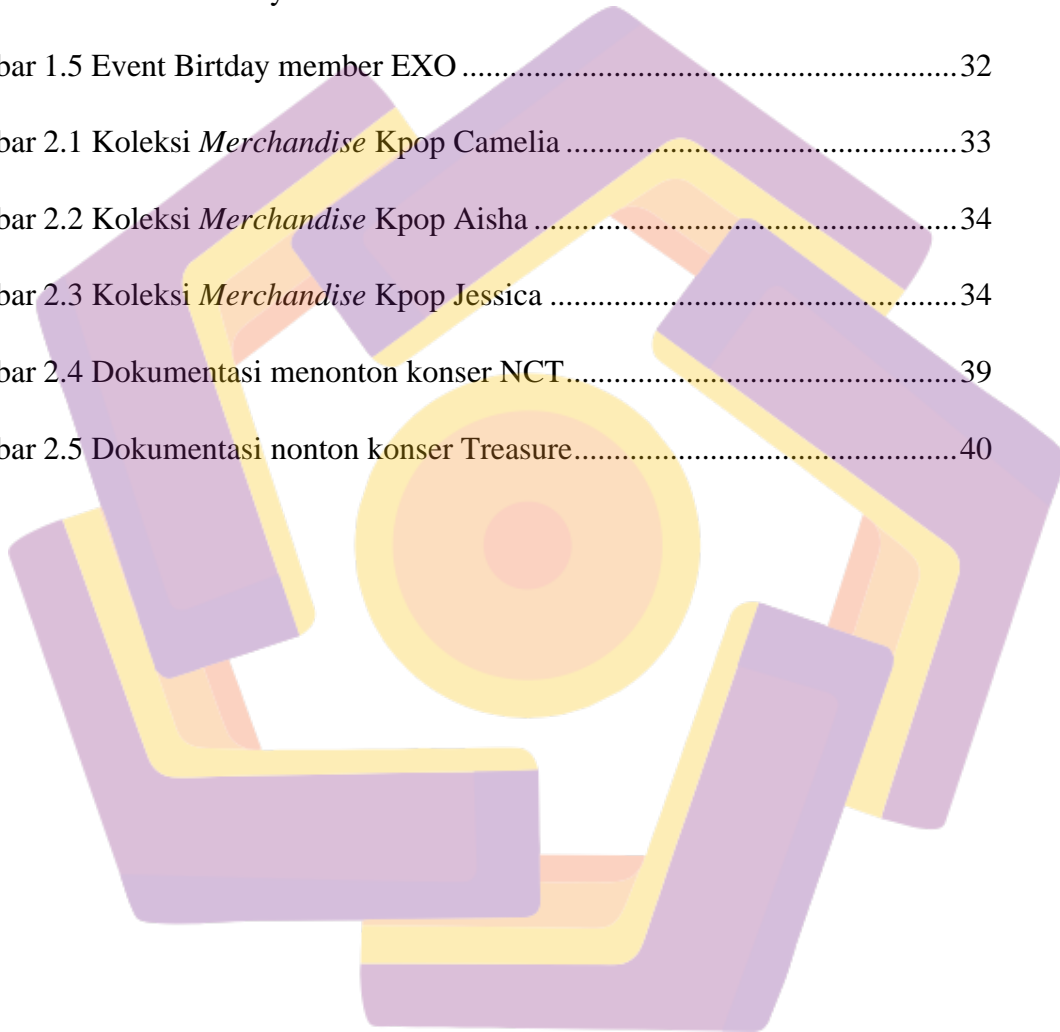 bar 1.5 Event Birtday member EXO ................................................................ 32
bar 2.1 Koleksi Merchandise Kpop Camelia .................................................. 33
bar 2.2 Koleksi Merchandise Kpop Aisha ...................................................... 34
bar 2.3 Koleksi Merchandise Kpop Jessica .................................................... 34
bar 2.4 Dokumentasi menonton konser NCT.................................................. 39
bar 2.5 Dokumentasi nonton konser Treasure................................................. 40